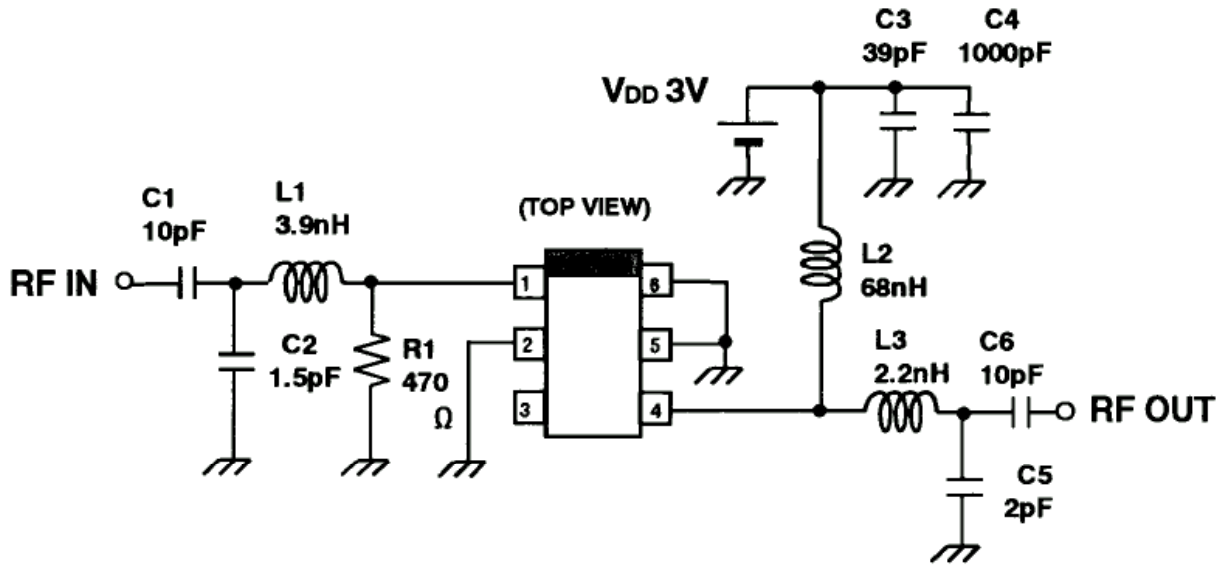 C3
39pF
C4
1000pF
VDD 3V
C1
10pF
L1
3.9nH
(TOP VIEW)
L2
68nH
RF IN
1
6
C2
1.5pF
R1
470
Ω
2
5
L3
2.2nH
C6
10pF
3
4
RF OUT
C5
2pF